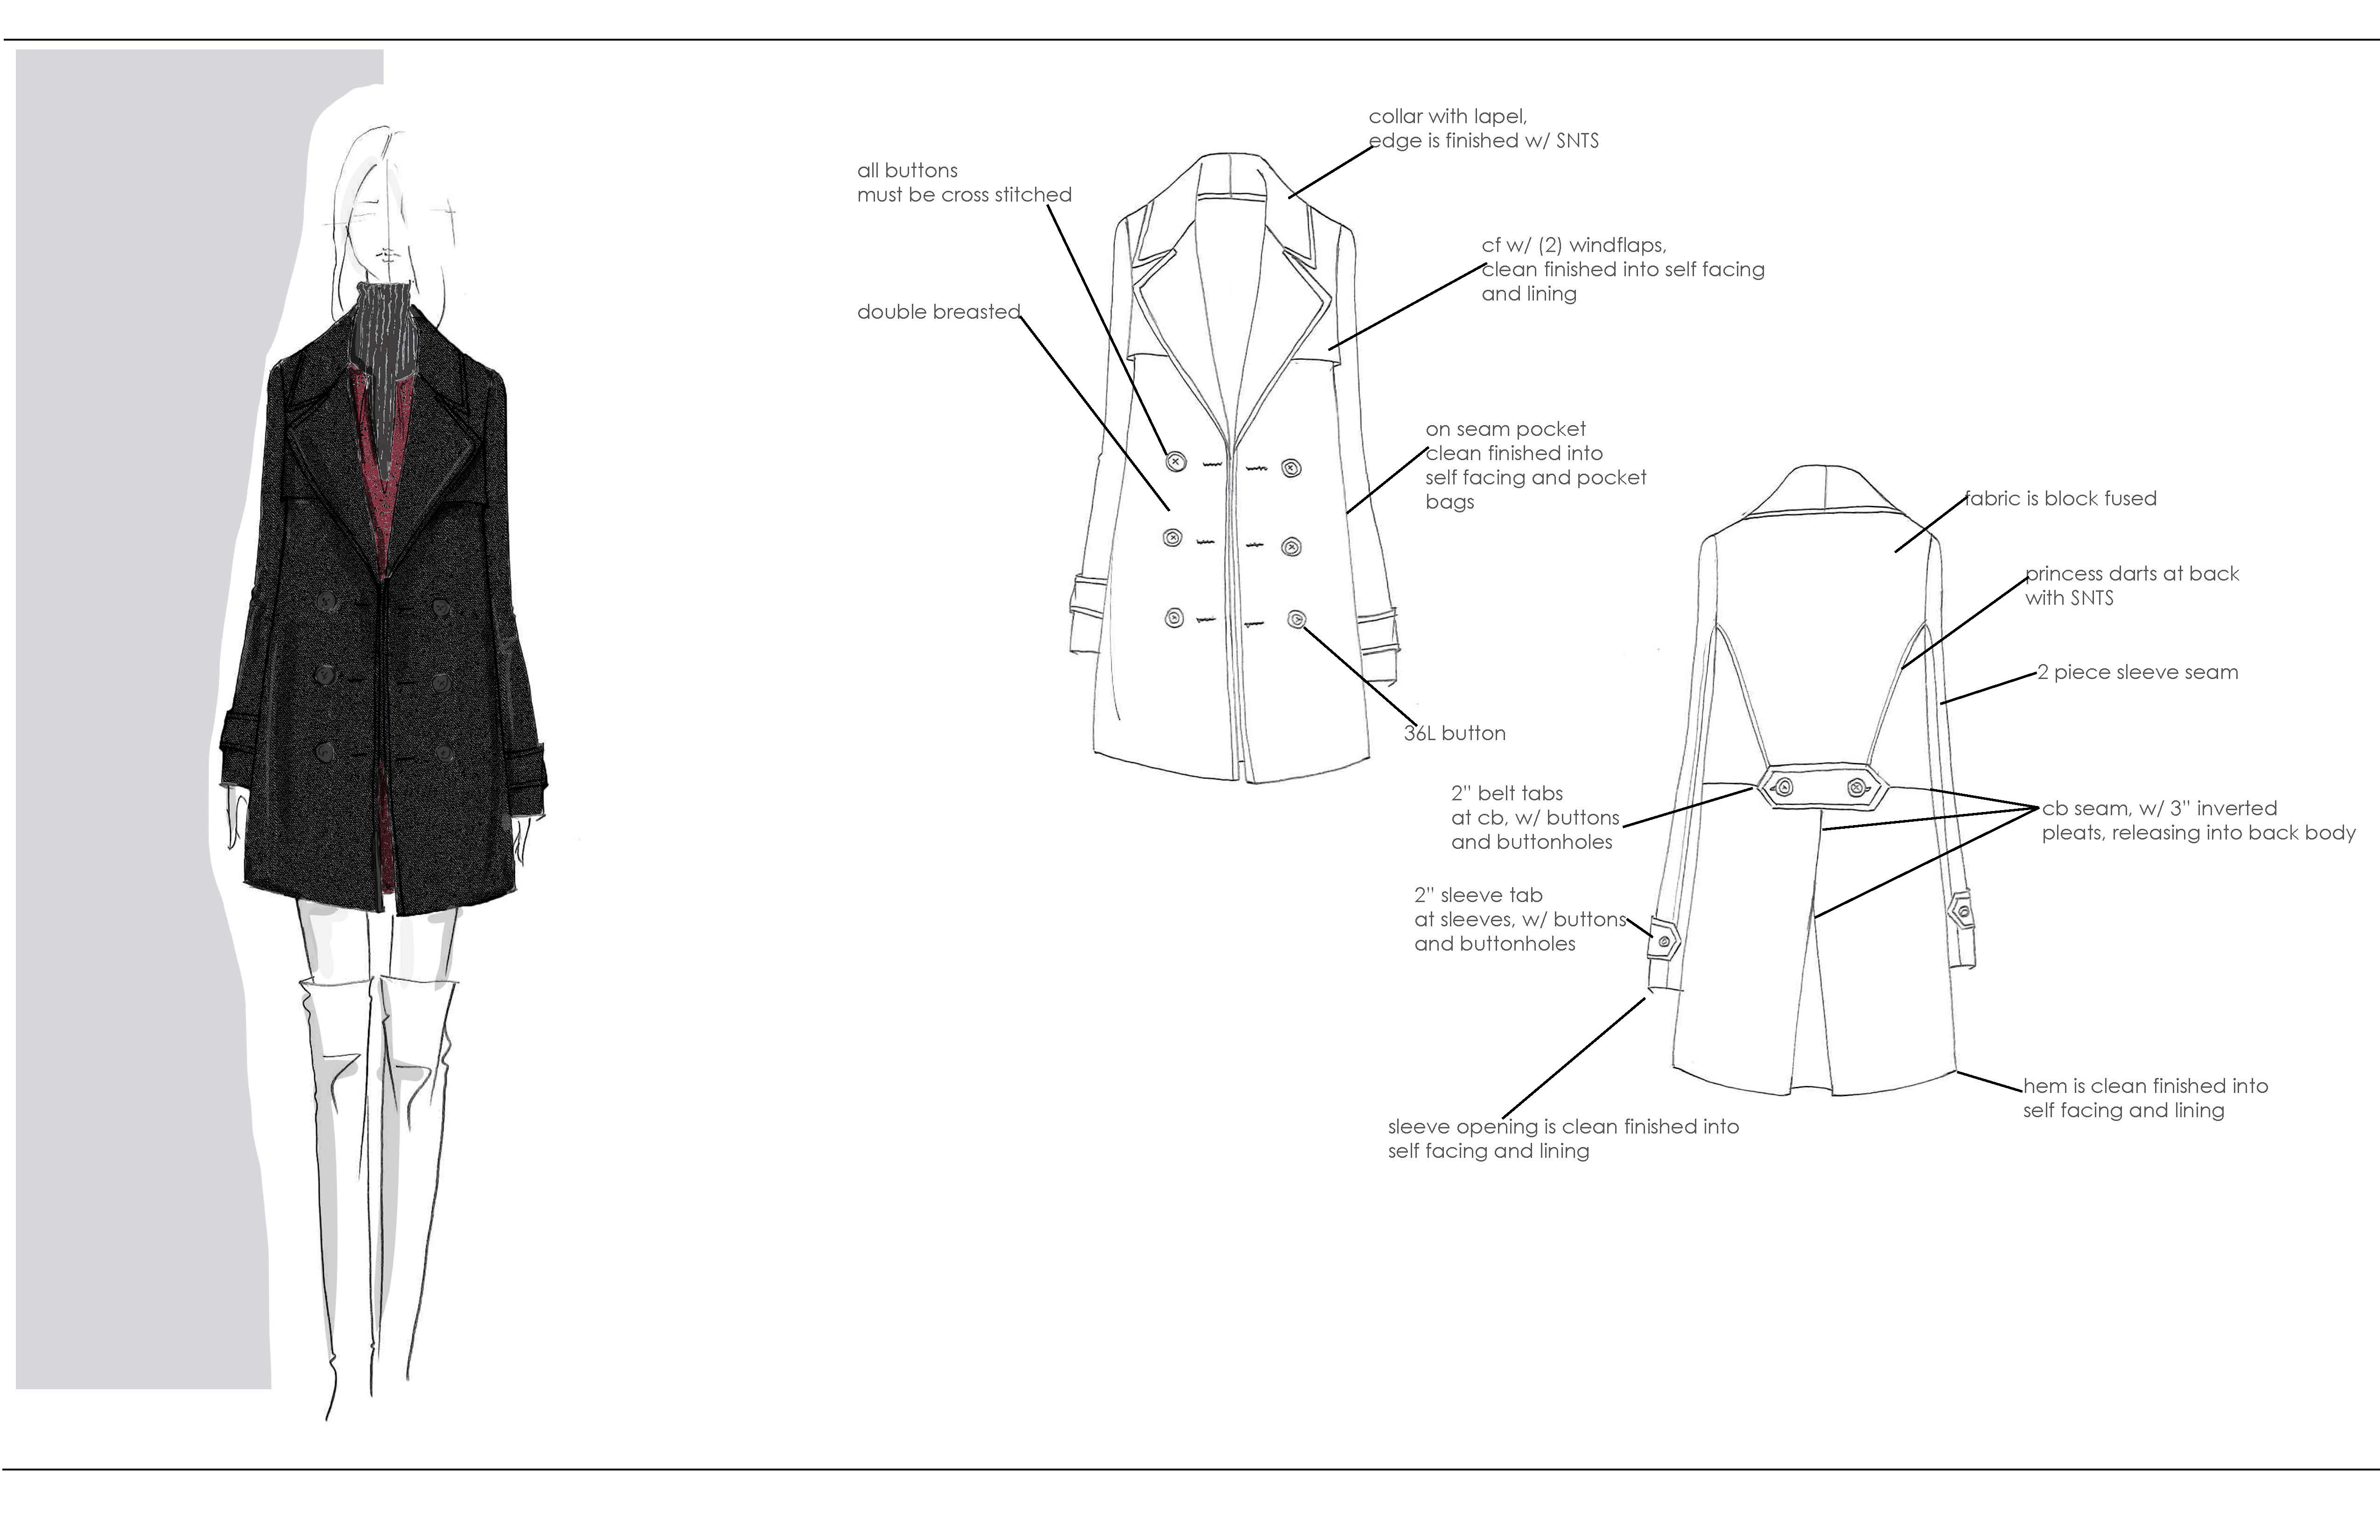 collar with lapel,
edge is finished w/ SNTS
all buttons
must be cross stitched
cf w/ (2) windflaps,
clean finished into self facing
and lining
double breasted
on seam pocket
clean finished into
self facing and pocket
bags
fabric is block fused
princess darts at back
with SNTS
2 piece sleeve seam
36L button
2" belt tabs
at cb, w/ buttons
and buttonholes
cb seam, w/ 3" inverted
pleats, releasing into back body
2" sleeve tab
at sleeves, w/ buttons
and buttonholes
hem is clean finished into
self facing and lining
sleeve opening is clean finished into
self facing and lining